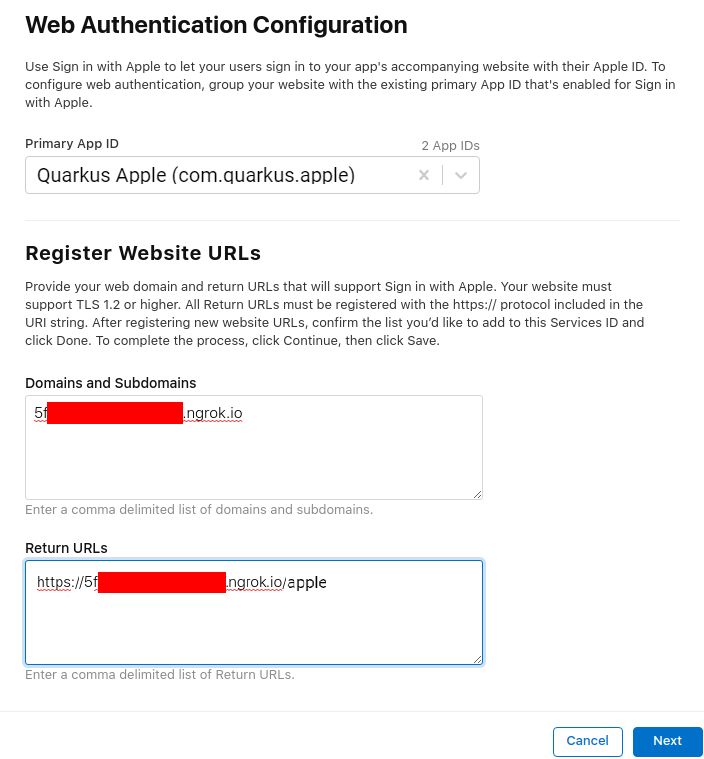 Web Authentication Configuration
Use Sign in with Apple to let your users sign in to your app's accompanying website with their Apple ID. To
configure web authentication, group your website with the existing primary App ID that's enabled for Sign in
with Apple.
Primary App ID
2 App IDs
Quarkus Apple (com.quarkus.apple)
Register Website URLs
Provide your web domain and return URLs that will support Sign in with Apple. Your website must
support TLS 1.2 or higher. All Return URLs must be registered with the https:// protocol included in the
URI string. After registering new website URLs, confirm the list you’d like to add to this Services ID and
click Done. To complete the process, click Continue, then click Save.
Domains and Subdomains
5f .ngrok.io
Enter a comma delimited list of domains and subdomains.
Return URLs
https://5f .ngrok.io/apple
Enter a comma delimited list of Return URLs.
Cancel
Next